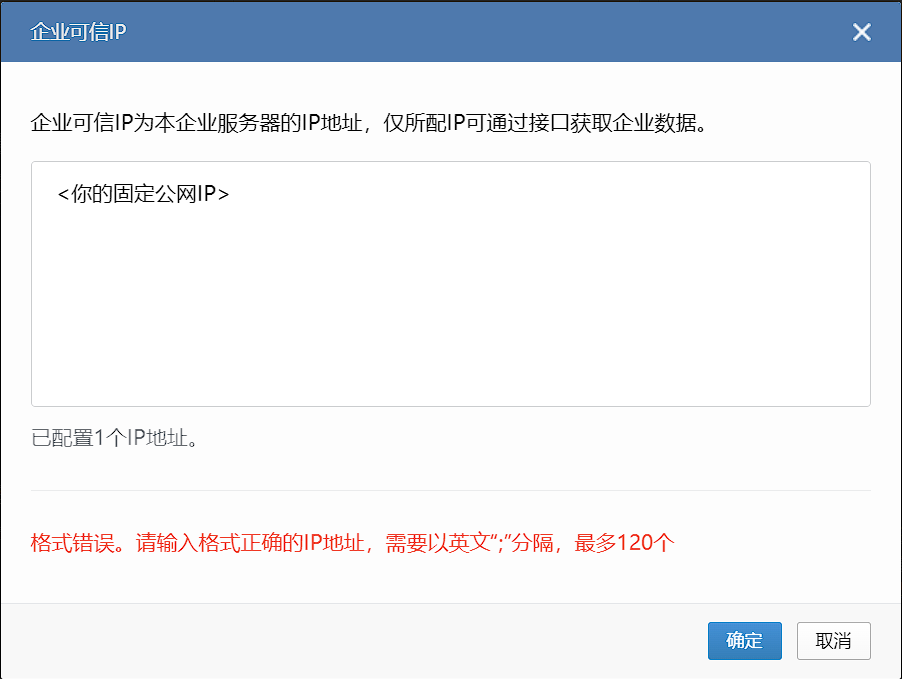 企业可信IP
企业可信IP为本企业服务器的IP地址，仅所配IP可通过接口获取企业数据。
<你的固定公网IP>
已配置1个IP地址。
格式错误。请输入格式正确的IP地址，需要以英文“;”分隔，最多120个
确定
取消